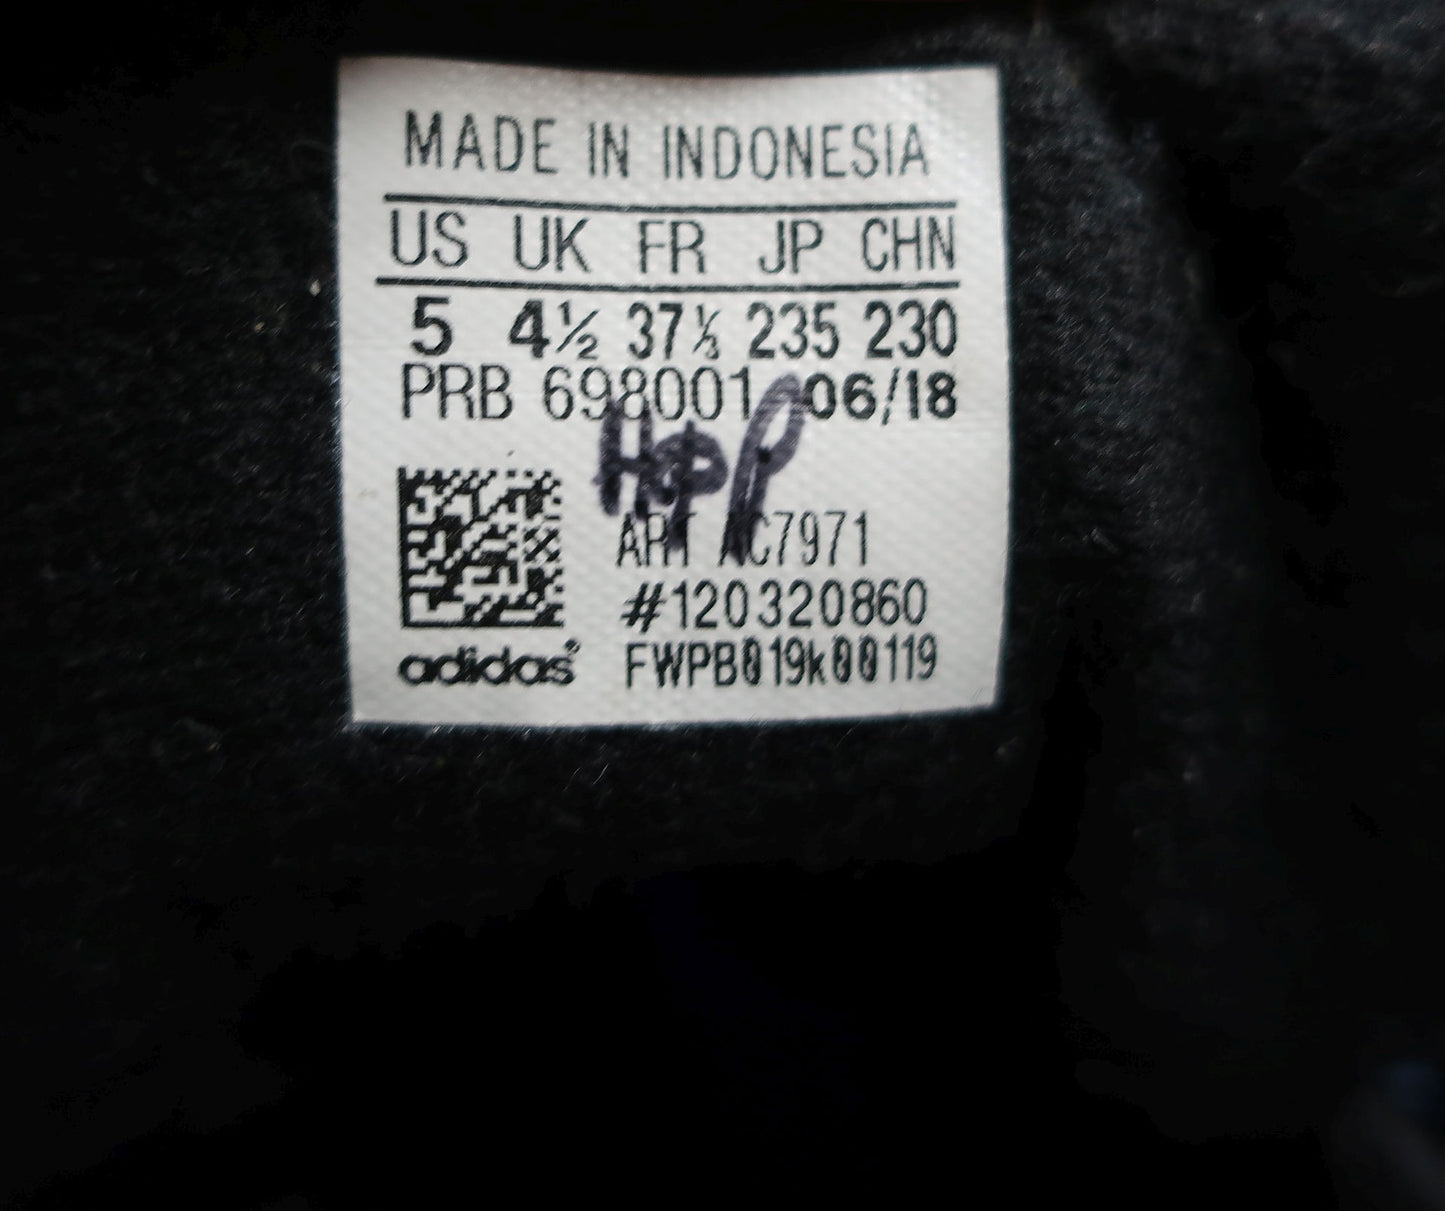 MADE IN INDONESIA
US UK FR JP CHN
5 4½ 37⅓ 235 230
PRB 698001 06/18
ART AC7971
#120320860
adidas FWPB019k00119